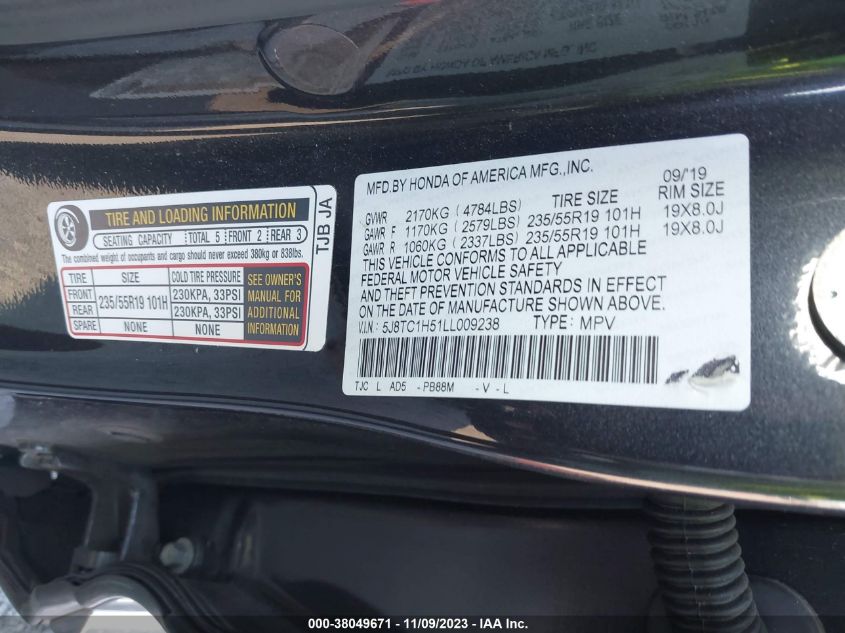 TIRE AND LOADING INFORMATION
SEATING CAPACITY TOTAL 5 FRONT 2 REAR 3
The combined weight of occupants and cargo should never exceed 380kg or 838lbs.
TIRE SIZE COLD TIRE PRESSURE
FRONT 235/55R19 101H 230KPA, 33PSI
REAR 235/55R19 101H 230KPA, 33PSI
SPARE NONE NONE
SEE OWNER'S
MANUAL FOR
ADDITIONAL
INFORMATION
TJB JA
MFD.BY HONDA OF AMERICA MFG.,INC. 09/19
TIRE SIZE RIM SIZE
GVWR 2170KG (4784LBS)
GAWR F 1170KG (2579LBS) 235/55R19 101H 19X8.0J
GAWR R 1060KG (2337LBS) 235/55R19 101H 19X8.0J
THIS VEHICLE CONFORMS TO ALL APPLICABLE
FEDERAL MOTOR VEHICLE SAFETY
AND THEFT PREVENTION STANDARDS IN EFFECT
ON THE DATE OF MANUFACTURE SHOWN ABOVE.
V.I.N: 5J8TC1H51LL009238 TYPE: MPV
TJC L AD5 -PB88M -V-L
000-38049671 - 11/09/2023 - VIEW: 9